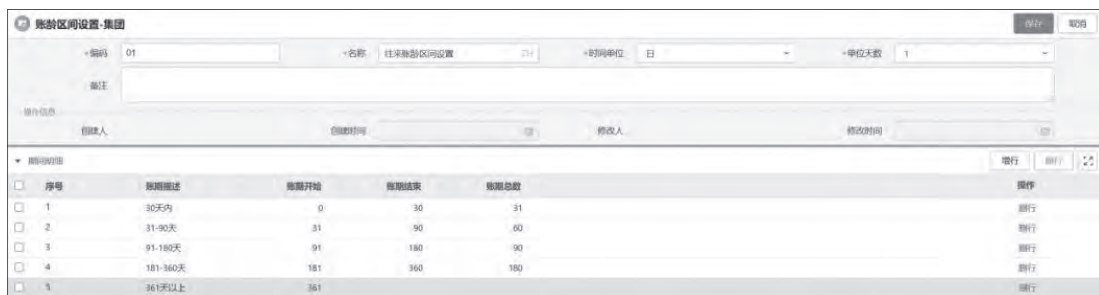 账龄区间设置-集团 保存 取消
*编码 01 *名称 往来账龄区间设置 ZH *时间单位 日 *单位天数 1
备注
操作信息
创建人 创建时间 修改人 修改时间
期间明细 增行 删行
序号 账期描述 账期开始 账期结束 账期总数 操作
1 30天内 0 30 31 删行
2 31-90天 31 90 60 删行
3 91-180天 91 180 90 删行
4 181-360天 181 360 180 删行
5 361天以上 361 删行